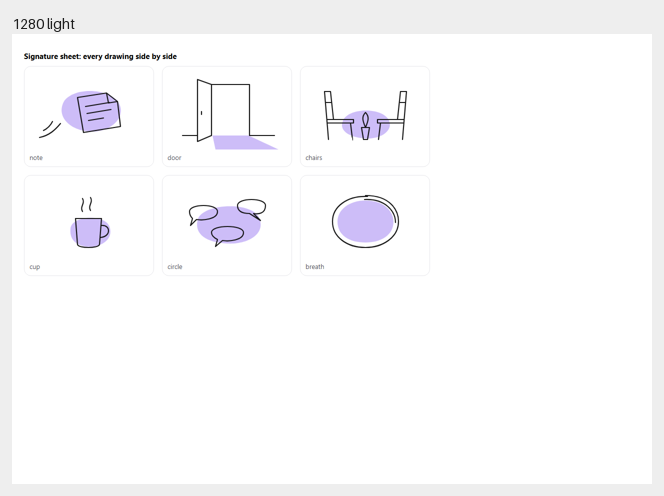 1280 light
Signature sheet: every drawing side by side
note
door
chairs
cup
circle
breath